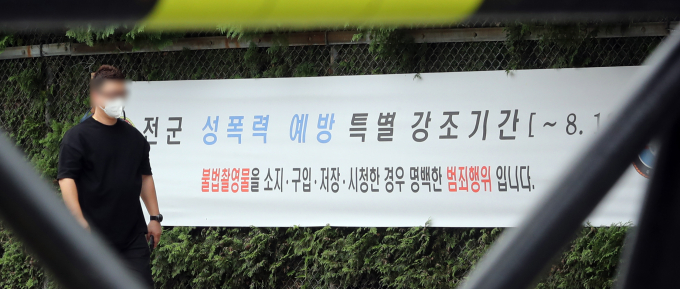 전군 성폭력 예방 특별 강조기간 [ ~ 8. 1
불법촬영물을 소지·구입·저장·시청한 경우 명백한 범죄행위 입니다.